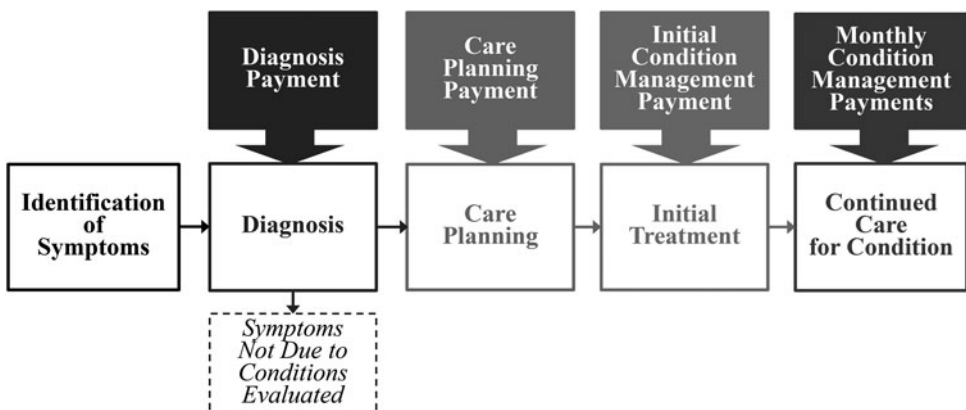 Diagnosis
Payment
Care
Planning
Payment
Initial
Condition
Management
Payment
Monthly
Condition
Management
Payments
Identification
of
Symptoms
Diagnosis
Care
Planning
Initial
Treatment
Continued
Care
for Condition
Symptoms
Not Due to
Conditions
Evaluated